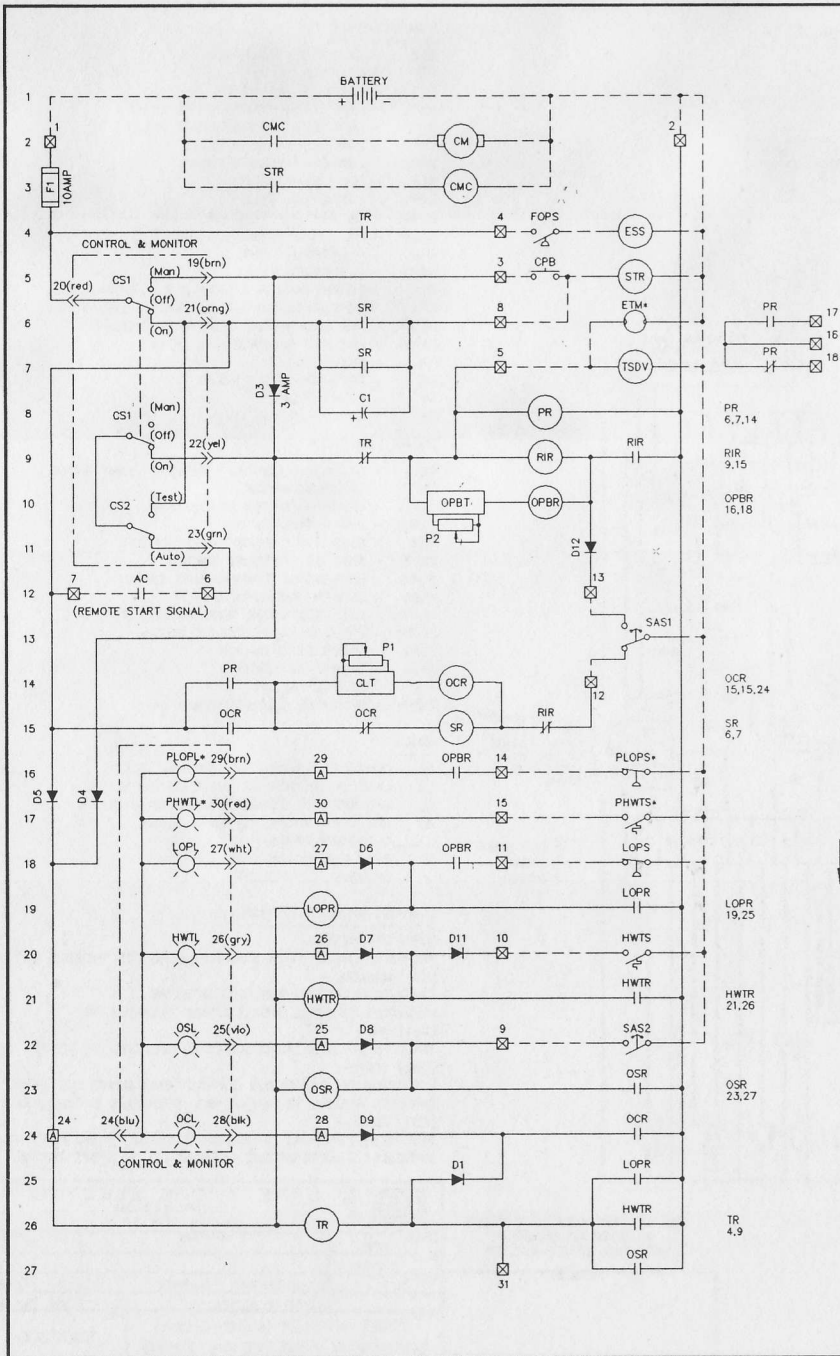 BATTERY
1 + −
1 CMC CM 2
2
STR CMC
3 F1 10AMP
TR 4 FOPS ESS
4
CONTROL & MONITOR
19(brn) 3 CPB STR
5 20(red) CS1 (Man)
(Off) 21(orng) ETM*
6 (On) SR 8 PR 17
16
SR 5 TSDV PR 18
7
D3 3 AMP
8 (Man) + C1 PR PR
CS1 (Off) 22(yel) 6,7,14
9 (On) TR RIR RIR RIR
9,15
10 (Test) OPBT OPBR OPBR
CS2 23(grn) P2 16,18
11 (Auto) D12
7 AC 6 13
12
(REMOTE START SIGNAL)
13 SAS1
P1
PR 12 OCR
14 CLT OCR 15,15,24
OCR OCR RIR SR
15 SR 6,7
PLOPL* 29(brn) 29 OPBR 14 PLOPS*
16
D5 D4
PHWTL* 30(red) 30 15 PHWTS*
17
LOPL 27(wht) 27 D6 OPBR 11 LOPS
18
LOPR LOPR
19 LOPR 19,25
HWTL 26(gry) 26 D7 D11 10 HWTS
20
HWTR HWTR
21 HWTR 21,26
OSL 25(vlo) 25 D8 9 SAS2
22
OSR OSR
23 OSR 23,27
24 24(blu) OCL 28(blk) 28 D9 OCR
24
CONTROL & MONITOR
D1 LOPR
25
HWTR TR
26 TR 4,9
OSR
27
31
A A A A A A A